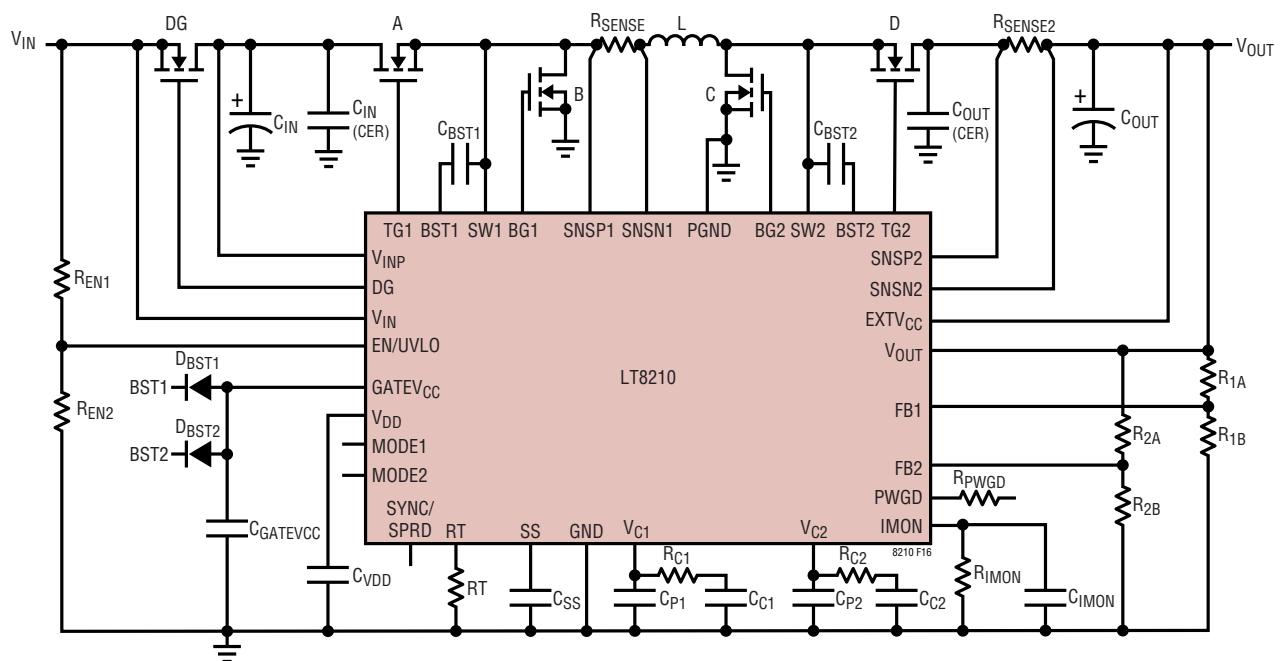 DG A RSENSE L D RSENSE2
VIN VOUT
+ CIN CIN (CER) B C COUT (CER) + COUT
CBST1 CBST2
TG1 BST1 SW1 BG1 SNSP1 SNSN1 PGND BG2 SW2 BST2 TG2
VINP SNSP2
REN1 DG SNSN2
VIN EXTVCC
EN/UVLO VOUT
DBST1
BST1 GATEVCC LT8210 R1A
REN2 VDD FB1
DBST2 MODE1 R2A R1B
BST2 MODE2 FB2
PWGD RPWGD
SYNC/
SPRD RT SS GND VC1 VC2 IMON R2B
CGATEVCC 8210 F16
RC1 RC2
CVDD RT CSS CP1 CC1 CP2 CC2 RIMON CIMON